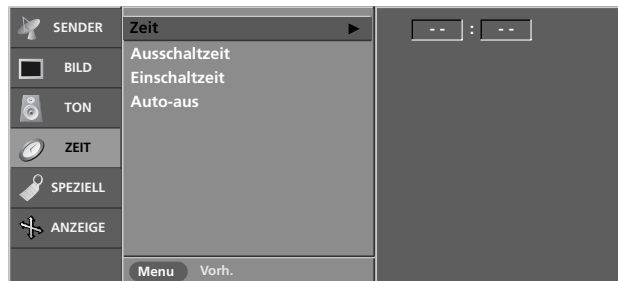 SENDER
BILD
TON
ZEIT
SPEZIELL
ANZEIGE
Zeit ▶
Ausschaltzeit
Einschaltzeit
Auto-aus
Menu Vorh.
- - : - -